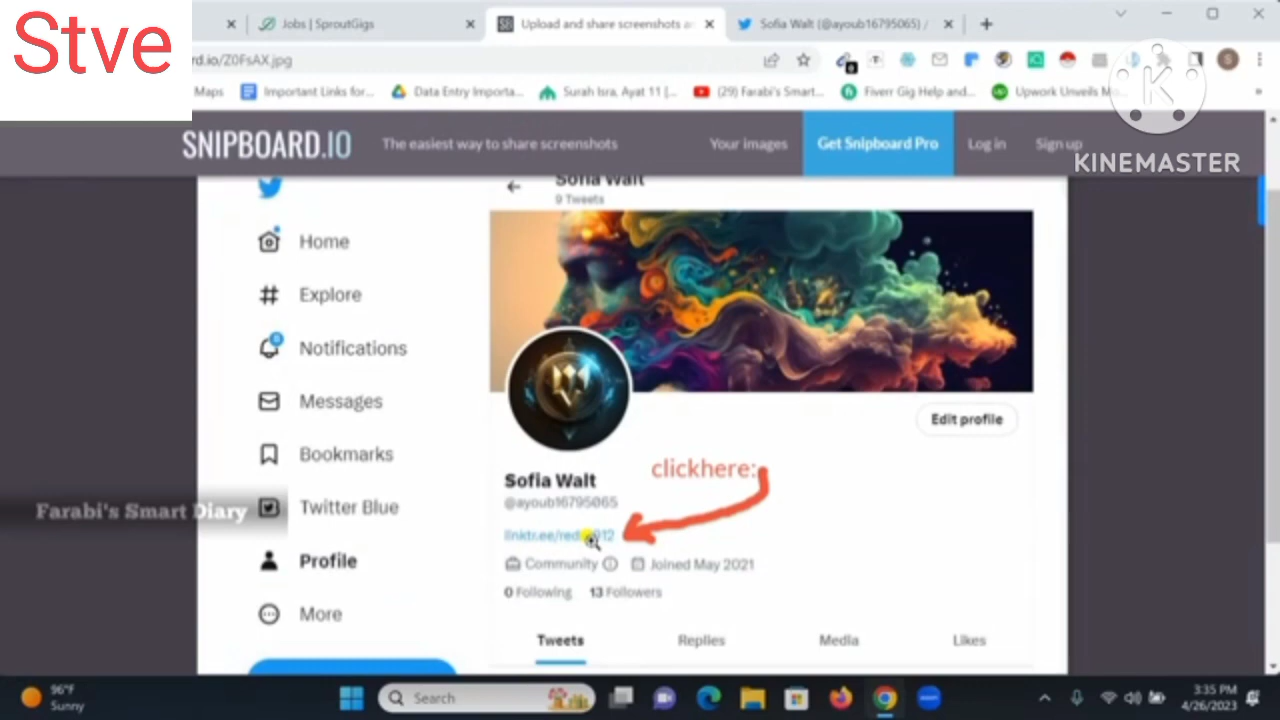 Stve
Jobs | SproutGigs
Upload and share screenshots a
Sofia Walt (@ayoub16795065) /
rd.io/Z0FsAX.jpg
Maps
Important Links for...
Data Entry Importa...
Surah Isra, Ayat 11 [...
(29) Farabi's Smart...
Fiverr Gig Help and...
Upwork Unveils
KINEMASTER
SNIPBOARD.IO
The easiest way to share screenshots
Your images
Get Snipboard Pro
Log in
Sign up
Sofia Walt
9 Tweets
Home
Explore
Notifications
Messages
Bookmarks
Twitter Blue
Profile
More
Farabi's Smart Diary
Edit profile
Sofia Walt
clickhere:
@ayoub16795065
Community
Joined May 2021
0 Following
13 Followers
Tweets
Replies
Media
Likes
96°F
Sunny
Search
3:35 PM
4/26/2023